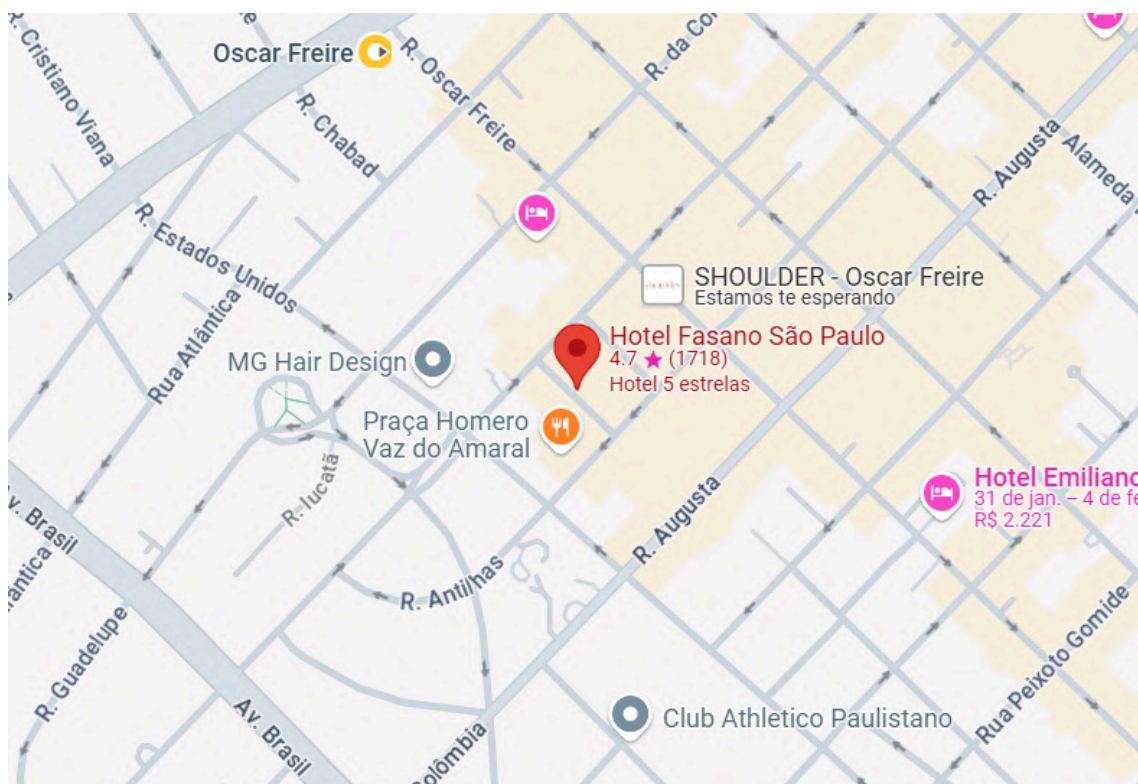 R. Cristiano Viana
Oscar Freire
R. Oscar Freire
R. Chabad
R. da Co
R. Augusta
Alameda
R. Estados Unidos
Rua Atlântica
SHOULDER - Oscar Freire
Estamos te esperando
Hotel Fasano São Paulo
4.7 ★ (1718)
Hotel 5 estrelas
MG Hair Design
Praça Homero
Vaz do Amaral
R. Iucatã
Hotel Emiliano
31 de jan. – 4 de fe
R$ 2.221
Av. Brasil
R. Augusta
ântica
R. Antilhas
R. Guadelupe
Rua Peixoto Gomide
Av. Brasil
Colômbia
Club Athletico Paulistano